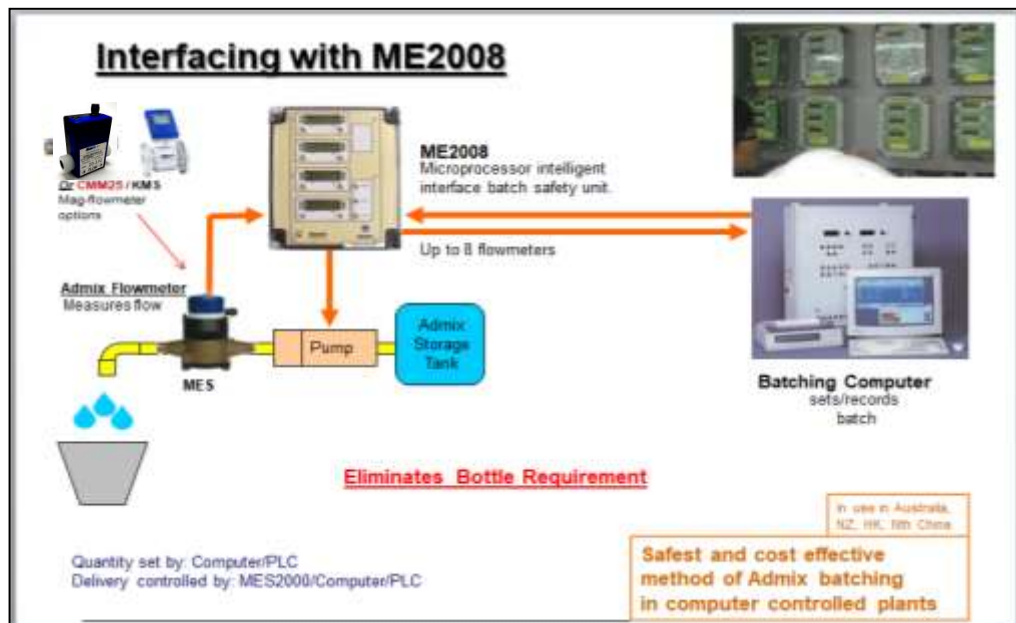 Interfacing with ME2008
ME2008
Microprocessor intelligent
interface batch safety unit.
Or CMM25 / KMS
Mag-flowmeter
options
Up to 8 flowmeters
Admix Flowmeter
Measures flow
Pump
Admix
Storage
Tank
MES
Batching Computer
sets/records
batch
Eliminates Bottle Requirement
In use in Australia,
NZ, HK, Nth China
Quantity set by: Computer/PLC
Delivery controlled by: MES2000/Computer/PLC
Safest and cost effective
method of Admix batching
in computer controlled plants